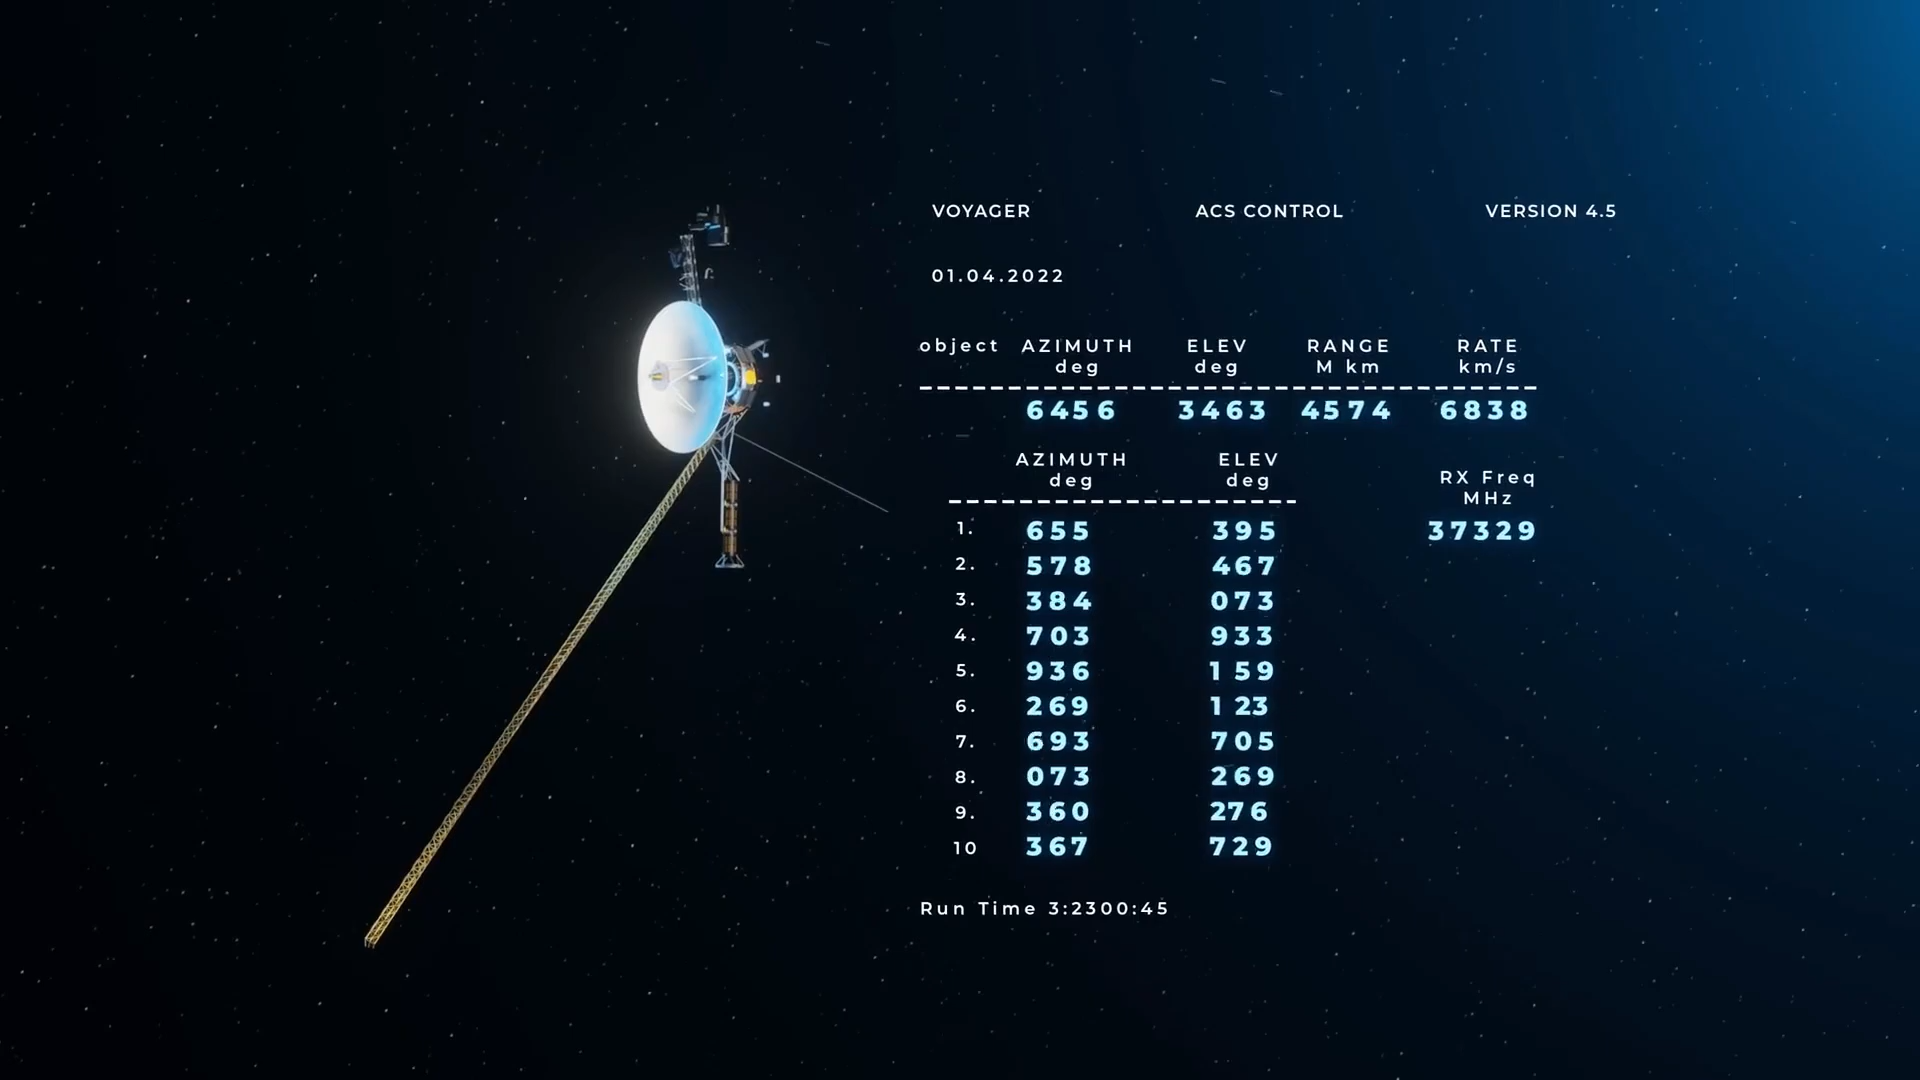 VOYAGER ACS CONTROL VERSION 4.5
01.04.2022
object AZIMUTH ELEV RANGE RATE
deg deg M km km/s
6456 3463 4574 6838
AZIMUTH ELEV
deg deg
RX Freq
MHz
1. 655 395 37329
2. 578 467
3. 384 073
4. 703 933
5. 936 159
6. 269 123
7. 693 705
8. 073 269
9. 360 276
10 367 729
Run Time 3:2300:45